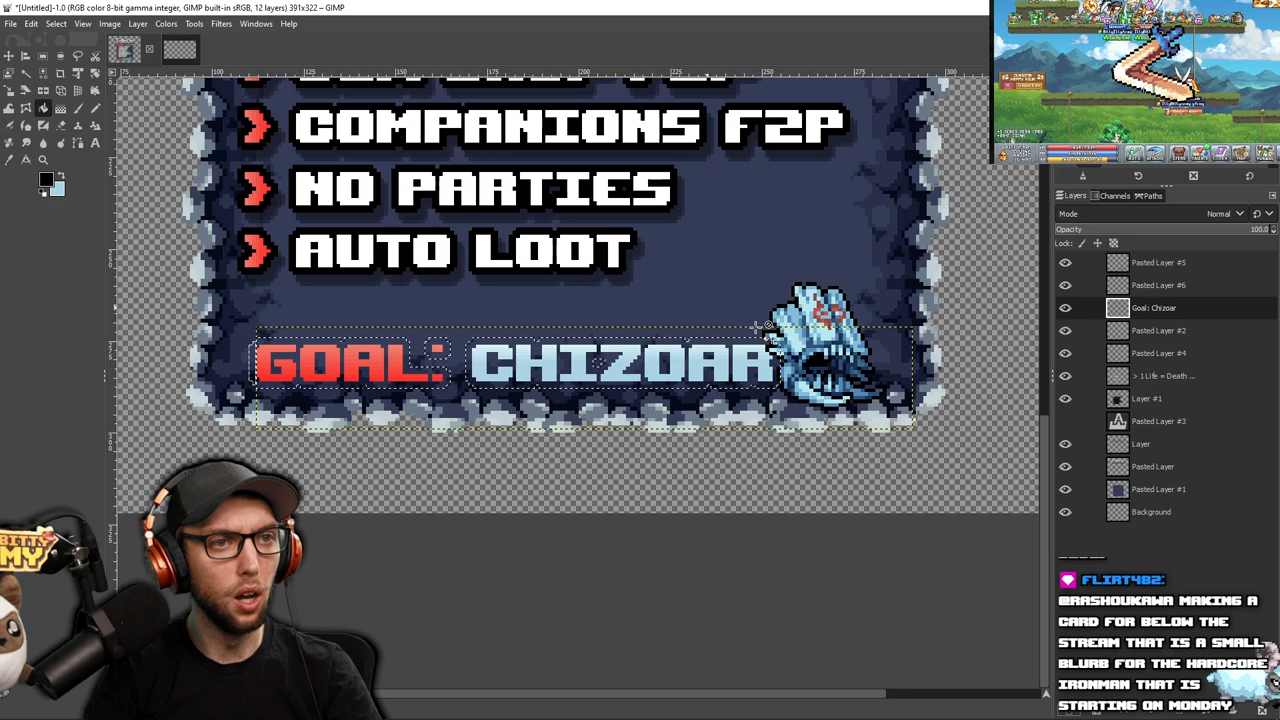 *[Untitled]-1.0 (RGB color 8-bit gamma integer, GIMP built-in sRGB, 12 layers) 391x322 – GIMP
File Edit Select View Image Layer Colors Tools Filters Windows Help
COMPANIONS F2P
NO PARTIES
AUTO LOOT
GOAL: CHIZOAR
Layers Channels Paths
Mode Normal
Opacity 100.0
Lock:
Pasted Layer #5
Pasted Layer #6
Goal: Chizoar
Pasted Layer #2
Pasted Layer #4
> 1 Life = Death ...
Layer #1
Pasted Layer #3
Layer
Pasted Layer
Pasted Layer #1
Background
FLIRT482:
@RASHOUKAWA MAKING A
CARD FOR BELOW THE
STREAM THAT IS A SMALL
BLURB FOR THE HARDCORE
IRONMAN THAT IS
STARTING ON MONDAY